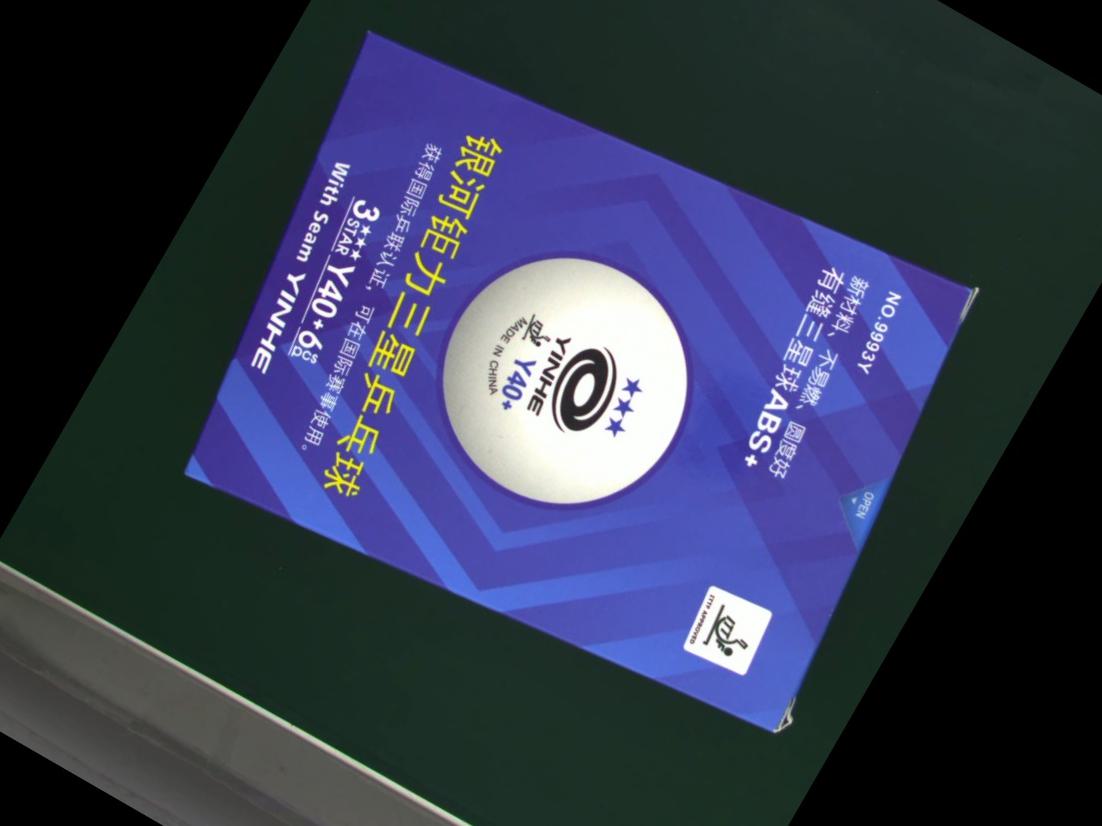 NO.9993Y
新材料、不易燃、圆度好
有缝三星球ABS+
OPEN
ITTF APPROVED
ITTF
★★★
YINHE
Y40+
MADE IN CHINA
银河钜力三星乒乓球
获得国际乒联认证，可在国际赛事使用。
3★★★ STAR Y40+ 6PCS
With Seam YINHE